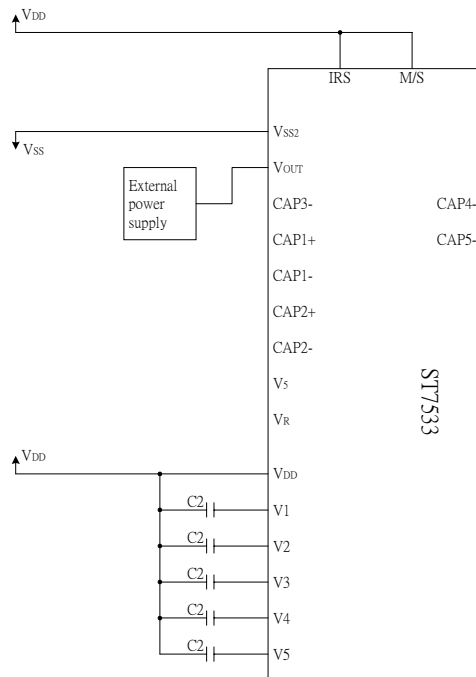 VDD
IRS M/S
VSS2
VSS
VOUT
External
power
supply
CAP3- CAP4-
CAP1+ CAP5-
CAP1-
CAP2+
CAP2-
V5
ST7533
VR
VDD
VDD
C2 V1
C2 V2
C2 V3
C2 V4
C2 V5